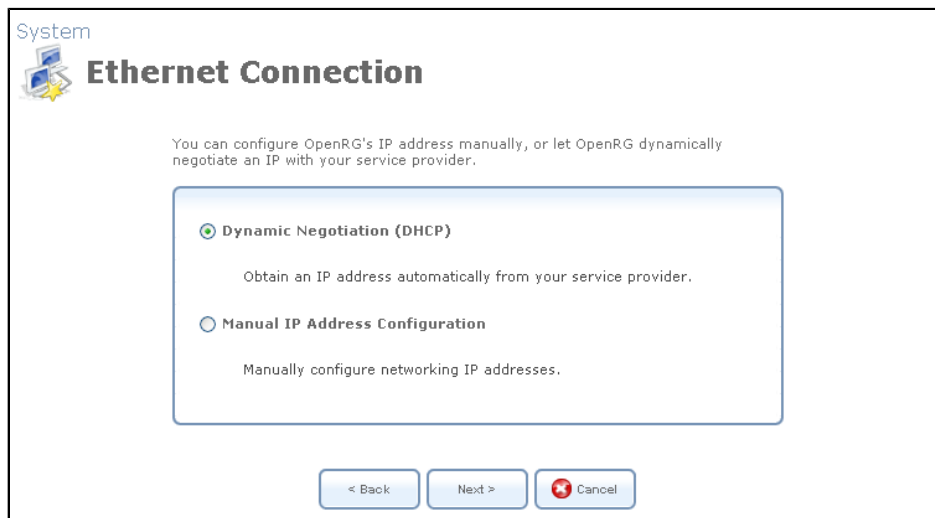 System
Ethernet Connection
You can configure OpenRG's IP address manually, or let OpenRG dynamically
negotiate an IP with your service provider.
Dynamic Negotiation (DHCP)
Obtain an IP address automatically from your service provider.
Manual IP Address Configuration
Manually configure networking IP addresses.
< Back
Next >
Cancel